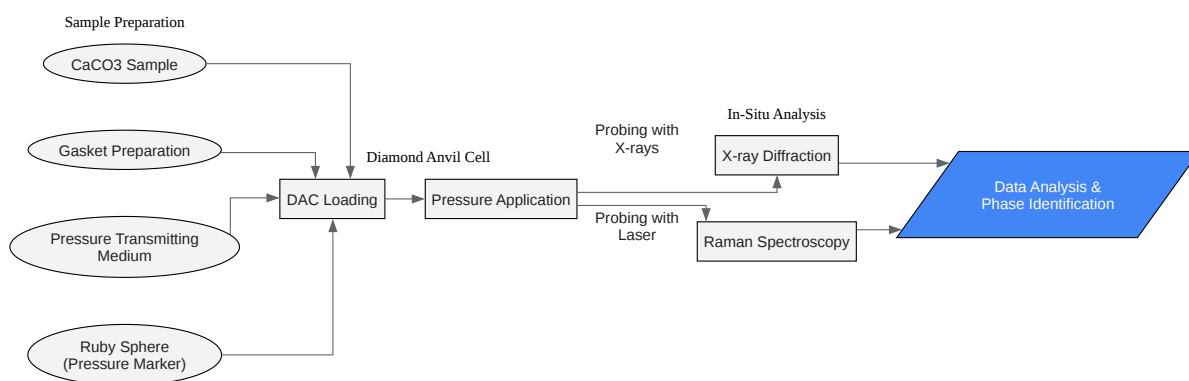 Sample Preparation
CaCO3 Sample
Gasket Preparation
Pressure Transmitting
Medium
Ruby Sphere
(Pressure Marker)
Diamond Anvil Cell
DAC Loading
Pressure Application
Probing with
X-rays
Probing with
Laser
In-Situ Analysis
X-ray Diffraction
Raman Spectroscopy
Data Analysis &
Phase Identification